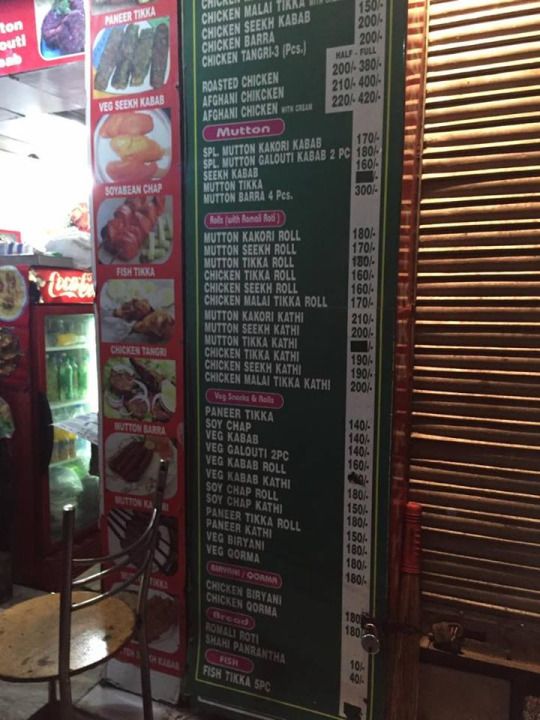 PANEER TIKKA
VEG SEEKH KABAB
SOYABEAN CHAP
FISH TIKKA
CHICKEN TANGRI
MUTTON BARRA
Coca-Cola
CHICKEN MALAI TIKKA
CHICKEN SEEKH KABAB 150/-
CHICKEN BARRA 200/-
CHICKEN TANGRI-3 (Pcs.) 200/-
HALF - FULL
ROASTED CHICKEN 200/- 380/-
AFGHANI CHIKCKEN 210/- 400/-
AFGHANI CHICKEN WITH CREAM 220/- 420/-
Mutton
SPL. MUTTON KAKORI KABAB 170/-
SPL. MUTTON GALOUTI KABAB 2 PC 180/-
SEEKH KABAB 160/-
MUTTON TIKKA
MUTTON BARRA 4 Pcs. 300/-
Rolls (with Romali Roti)
MUTTON KAKORI ROLL 180/-
MUTTON SEEKH ROLL 170/-
MUTTON TIKKA ROLL 180/-
CHICKEN TIKKA ROLL 160/-
CHICKEN SEEKH ROLL 160/-
CHICKEN MALAI TIKKA ROLL 170/-
MUTTON KAKORI KATHI 210/-
MUTTON SEEKH KATHI 200/-
MUTTON TIKKA KATHI
CHICKEN TIKKA KATHI 190/-
CHICKEN SEEKH KATHI 190/-
CHICKEN MALAI TIKKA KATHI 200/-
Veg Snacks & Rolls
PANEER TIKKA 140/-
SOY CHAP 140/-
VEG KABAB 140/-
VEG GALOUTI 2PC 160/-
VEG KABAB ROLL
VEG KABAB KATHI 180/-
SOY CHAP ROLL 150/-
SOY CHAP KATHI 180/-
PANEER TIKKA ROLL 150/-
PANEER KATHI 180/-
VEG BIRYANI 180/-
VEG QORMA 180/-
BIRYANI / QORMA
CHICKEN BIRYANI 180
CHICKEN QORMA 180
Bread
ROMALI ROTI 10/-
SHAHI PANRANTHA 40/-
FISH
FISH TIKKA 5PC